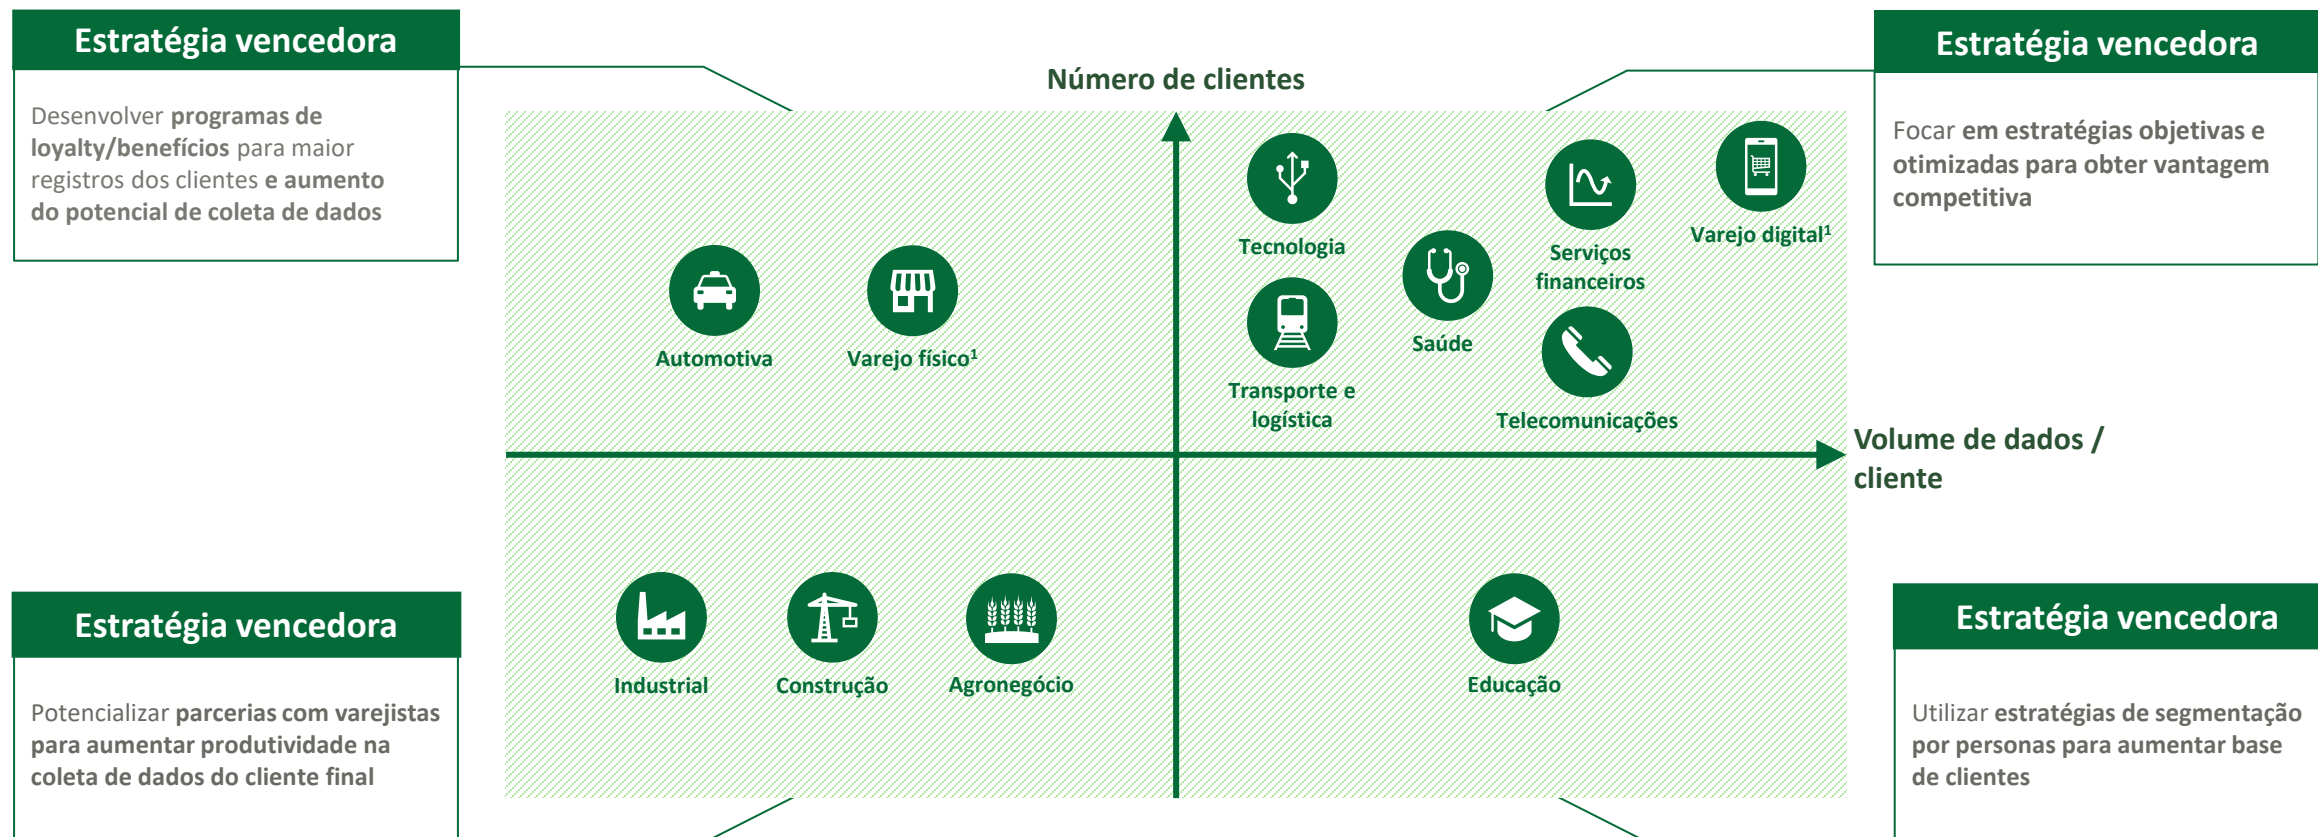 Estratégia vencedora
Desenvolver programas de
loyalty/benefícios para maior
registros dos clientes e aumento
do potencial de coleta de dados
Número de clientes
Estratégia vencedora
Focar em estratégias objetivas e
otimizadas para obter vantagem
competitiva
Tecnologia
Serviços
financeiros
Varejo digital¹
Automotiva
Varejo físico¹
Saúde
Transporte e
logística
Telecomunicações
Volume de dados /
cliente
Estratégia vencedora
Potencializar parcerias com varejistas
para aumentar produtividade na
coleta de dados do cliente final
Industrial
Construção
Agronegócio
Educação
Estratégia vencedora
Utilizar estratégias de segmentação
por personas para aumentar base
de clientes